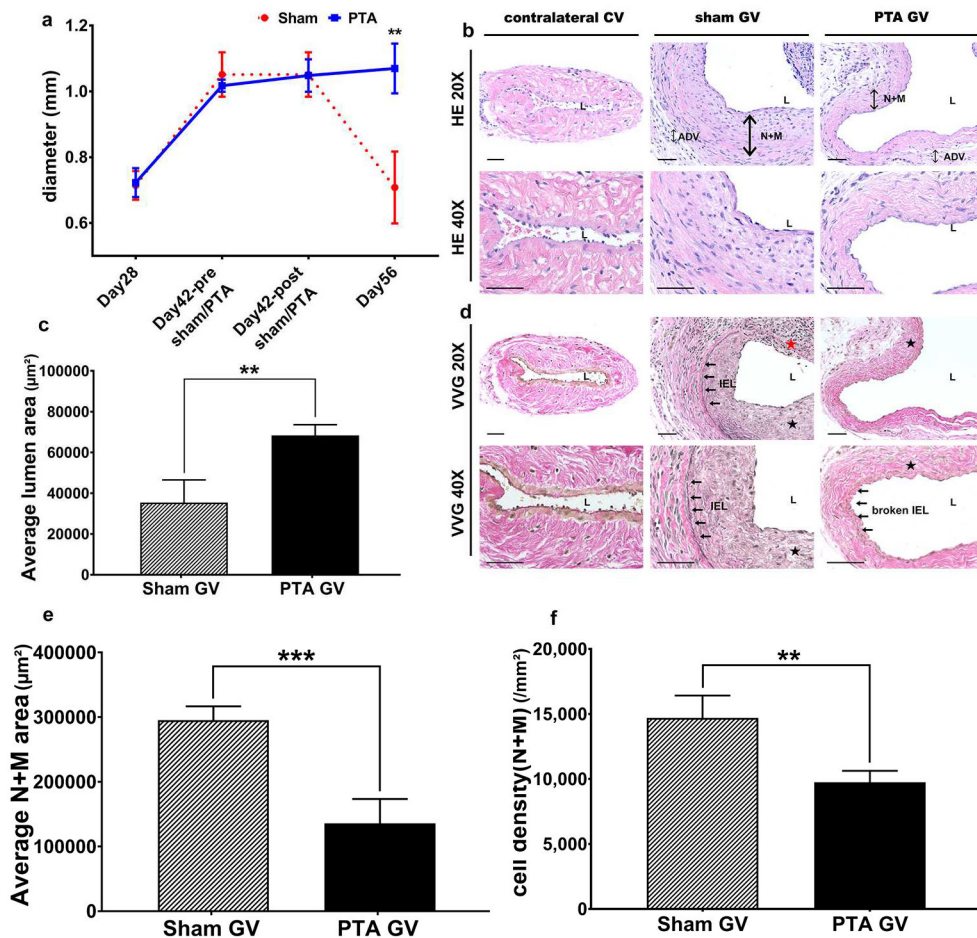 a
Sham
PTA
**
diameter (mm)
1.2
1.0
0.8
0.6
Day28
Day42-pre
sham/PTA
Day42-post
sham/PTA
Day56
b
contralateral CV
sham GV
PTA GV
HE 20X
L
ADV
N+M
L
N+M
L
ADV
HE 40X
L
L
L
c
**
Average lumen area (µm²)
100000
80000
60000
40000
20000
0
Sham GV
PTA GV
d
VVG 20X
L
IEL
L
L
VVG 40X
L
IEL
L
broken IEL
L
e
***
Average N+M area (µm²)
400000
300000
200000
100000
0
Sham GV
PTA GV
f
**
cell density(N+M) (/mm²)
20,000
15,000
10,000
5,000
0
Sham GV
PTA GV